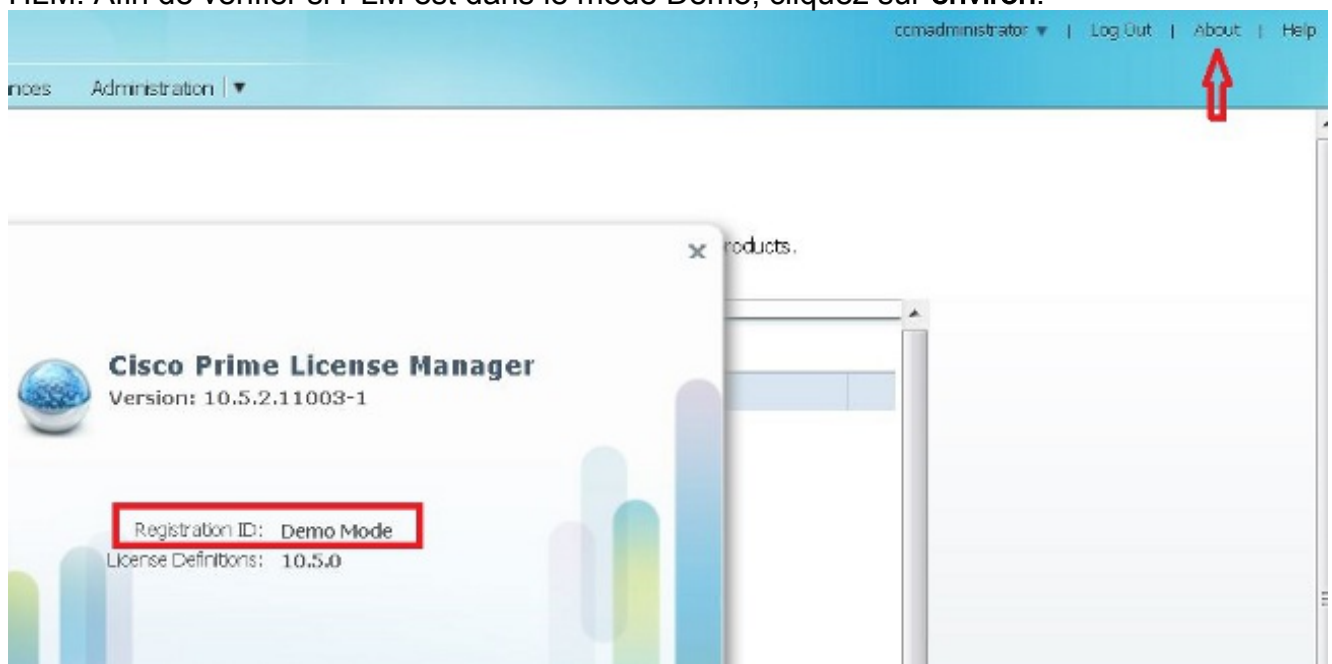 PLM. Afin de vérifier si PLM est dans le mode Démo, cliquez sur environ.
ccmadministrator ▼ | Log Out | About | Help
nces Administration | ▼
roducts.
Cisco Prime License Manager
Version: 10.5.2.11003-1
Registration ID: Demo Mode
License Definitions: 10.5.0